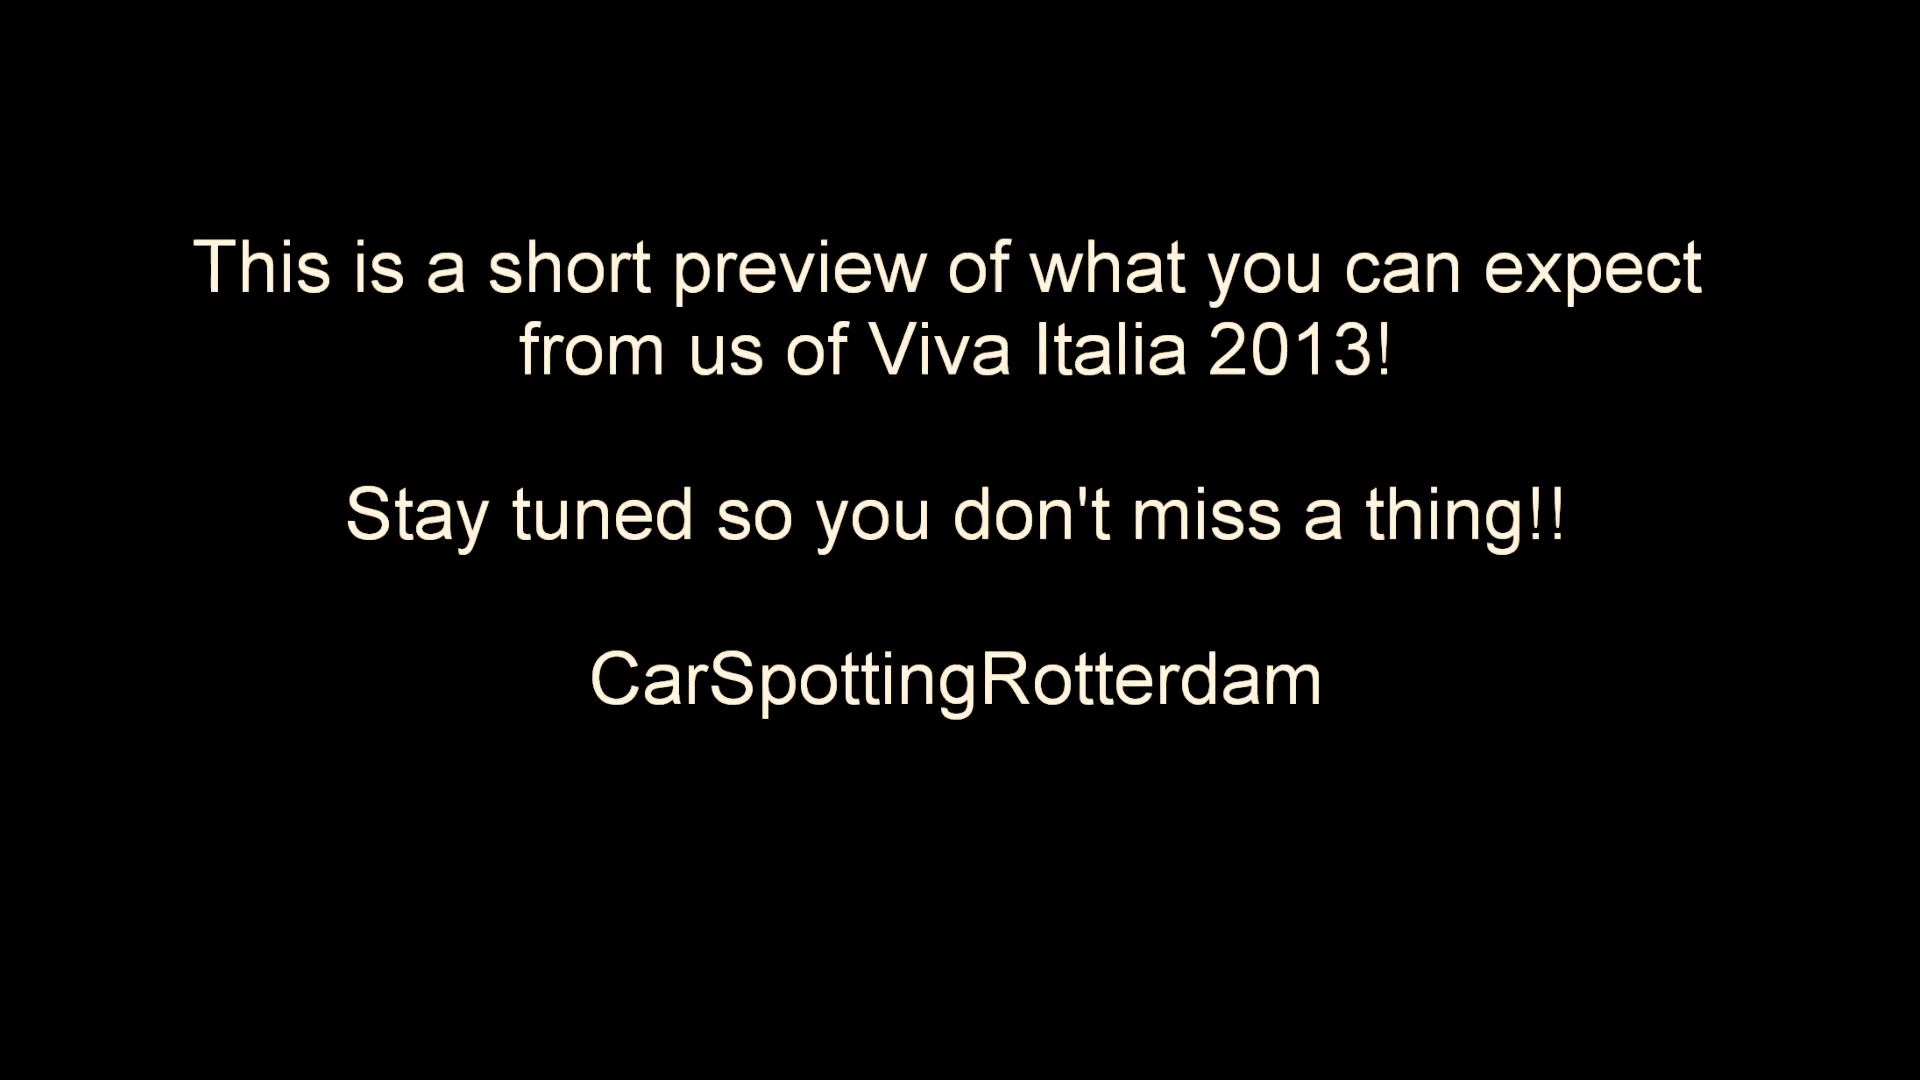 This is a short preview of what you can expect
from us of Viva Italia 2013!
Stay tuned so you don't miss a thing!!
CarSpottingRotterdam